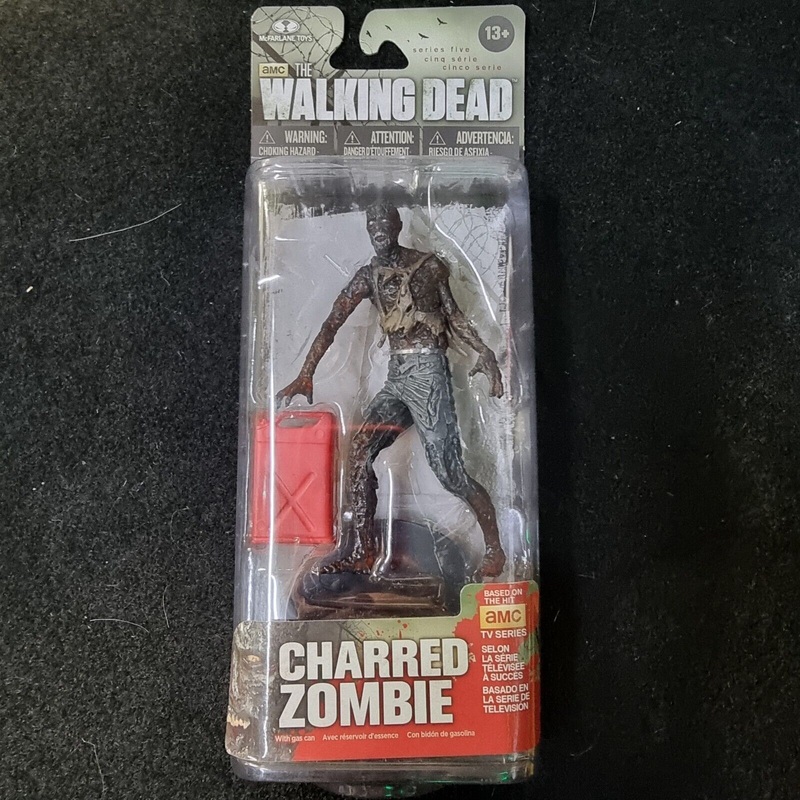 McFARLANE TOYS
13+
series five
cinq série
cinco serie
amc THE
WALKING DEAD
WARNING:
CHOKING HAZARD -
ATTENTION:
DANGER D'ÉTOUFFEMENT -
ADVERTENCIA:
RIESGO DE ASFIXIA -
BASED ON
THE HIT
amc
TV SERIES
SELON
LA SÉRIE
TÉLÉVISÉE
À SUCCÈS
BASADO EN
LA SERIE DE
TELEVISIÓN
CHARRED
ZOMBIE
With gas can Avec réservoir d'essence Con bidón de gasolina